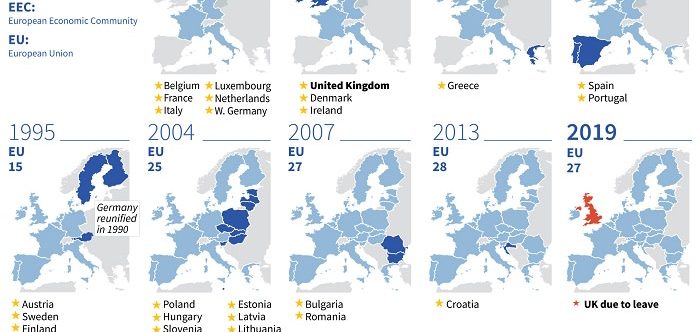 EEC:
European Economic Community
EU:
European Union
Belgium Luxembourg
France Netherlands
Italy W. Germany
United Kingdom
Denmark
Ireland
Greece
Spain
Portugal
1995
EU
15
Germany
reunified
in 1990
Austria
Sweden
Finland
2004
EU
25
Poland Estonia
Hungary Latvia
Slovenia Lithuania
2007
EU
27
Bulgaria
Romania
2013
EU
28
Croatia
2019
EU
27
UK due to leave